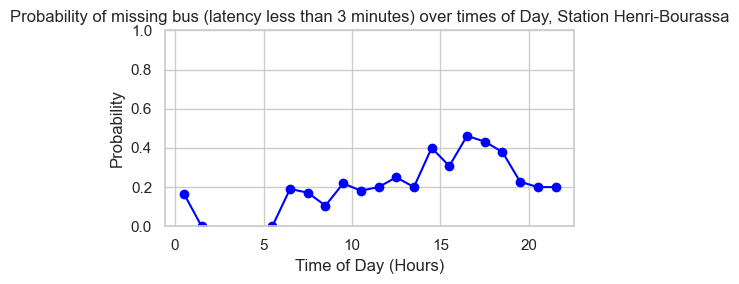 Probability of missing bus (latency less than 3 minutes) over times of Day, Station Henri-Bourassa
1.0
0.8
0.6
0.4
0.2
0.0
Probability
0 5 10 15 20
Time of Day (Hours)